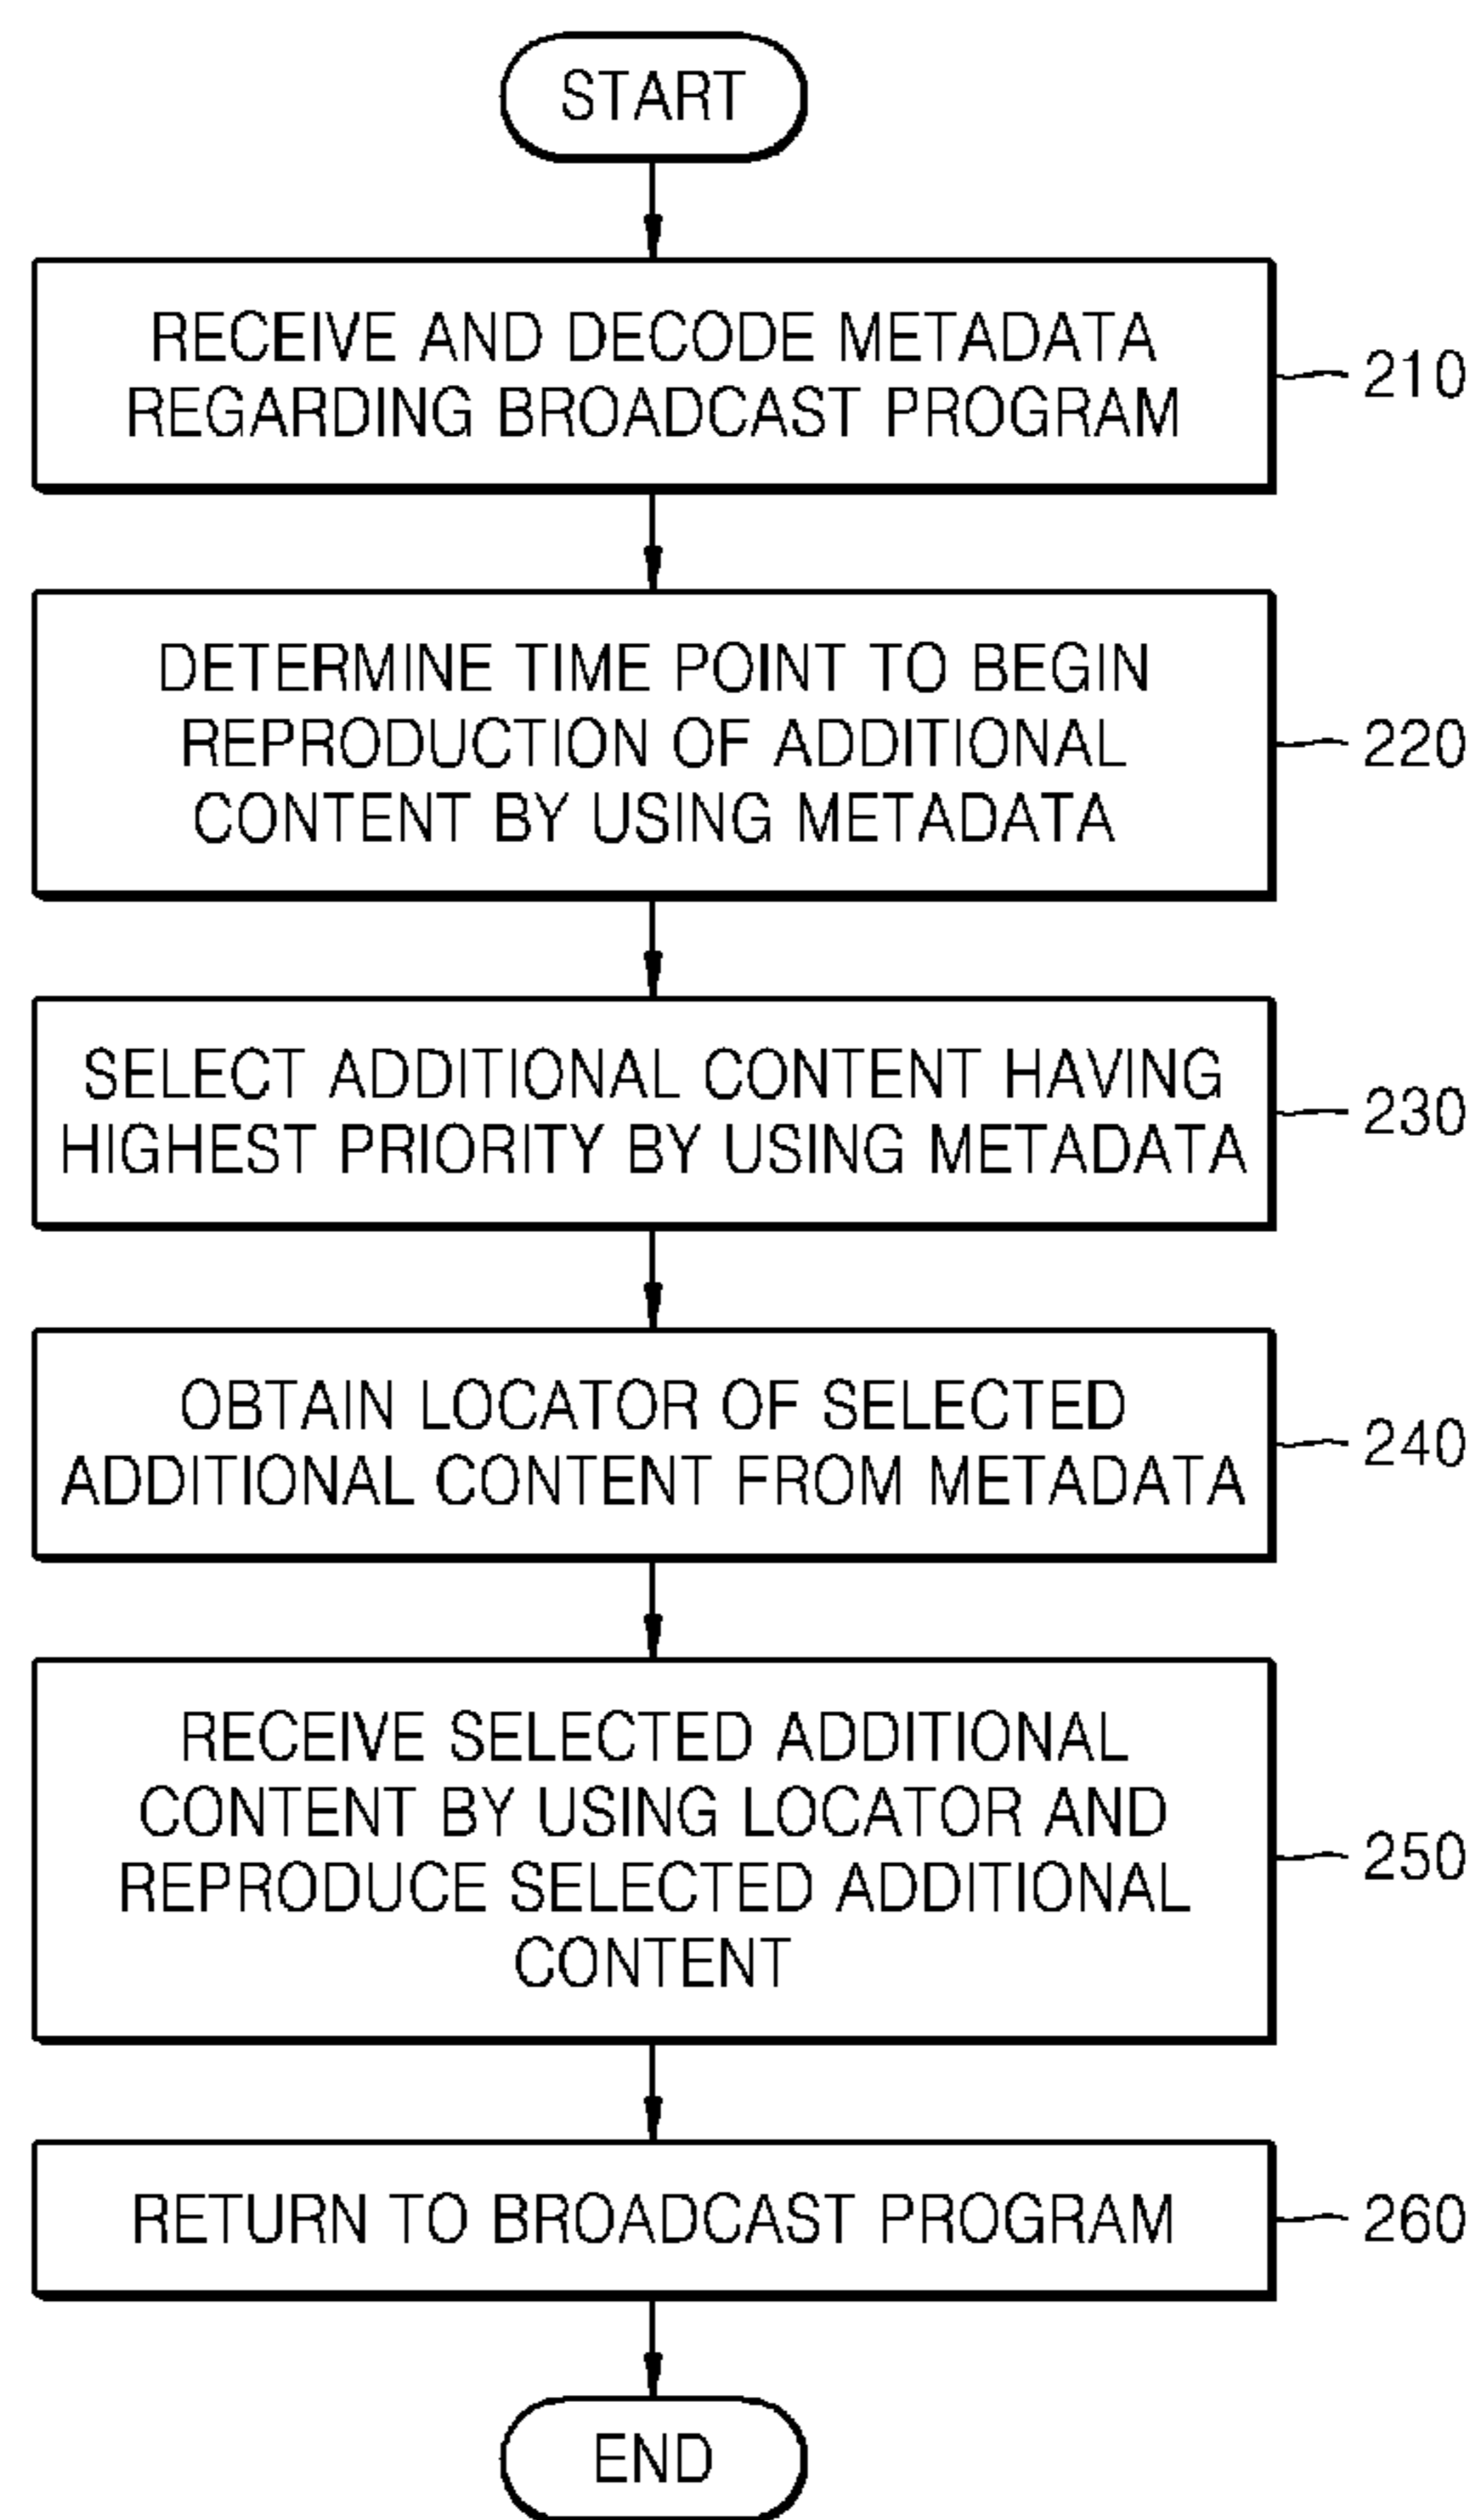 START
RECEIVE AND DECODE METADATA
REGARDING BROADCAST PROGRAM
210
DETERMINE TIME POINT TO BEGIN
REPRODUCTION OF ADDITIONAL
CONTENT BY USING METADATA
220
SELECT ADDITIONAL CONTENT HAVING
HIGHEST PRIORITY BY USING METADATA
230
OBTAIN LOCATOR OF SELECTED
ADDITIONAL CONTENT FROM METADATA
240
RECEIVE SELECTED ADDITIONAL
CONTENT BY USING LOCATOR AND
REPRODUCE SELECTED ADDITIONAL
CONTENT
250
RETURN TO BROADCAST PROGRAM
260
END